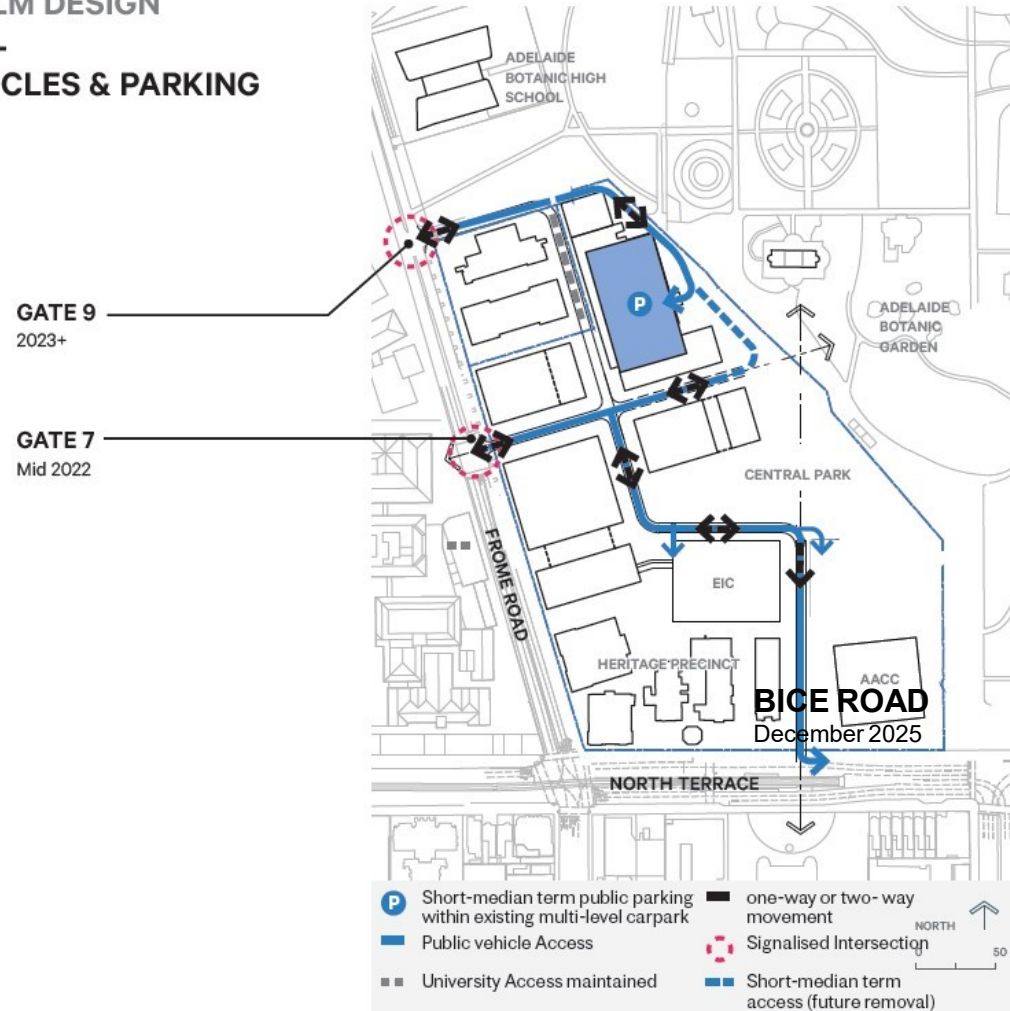 LM DESIGN
CLES & PARKING
ADELAIDE
BOTANIC HIGH
SCHOOL
GATE 9
2023+
P
ADELAIDE
BOTANIC
GARDEN
GATE 7
Mid 2022
CENTRAL PARK
FROME ROAD
EIC
HERITAGE PRECINCT
AACC
BICE ROAD
December 2025
NORTH TERRACE
P Short-median term public parking
within existing multi-level carpark
Public vehicle Access
University Access maintained
one-way or two- way
movement
Signalised Intersection
Short-median term
access (future removal)
NORTH
0 50